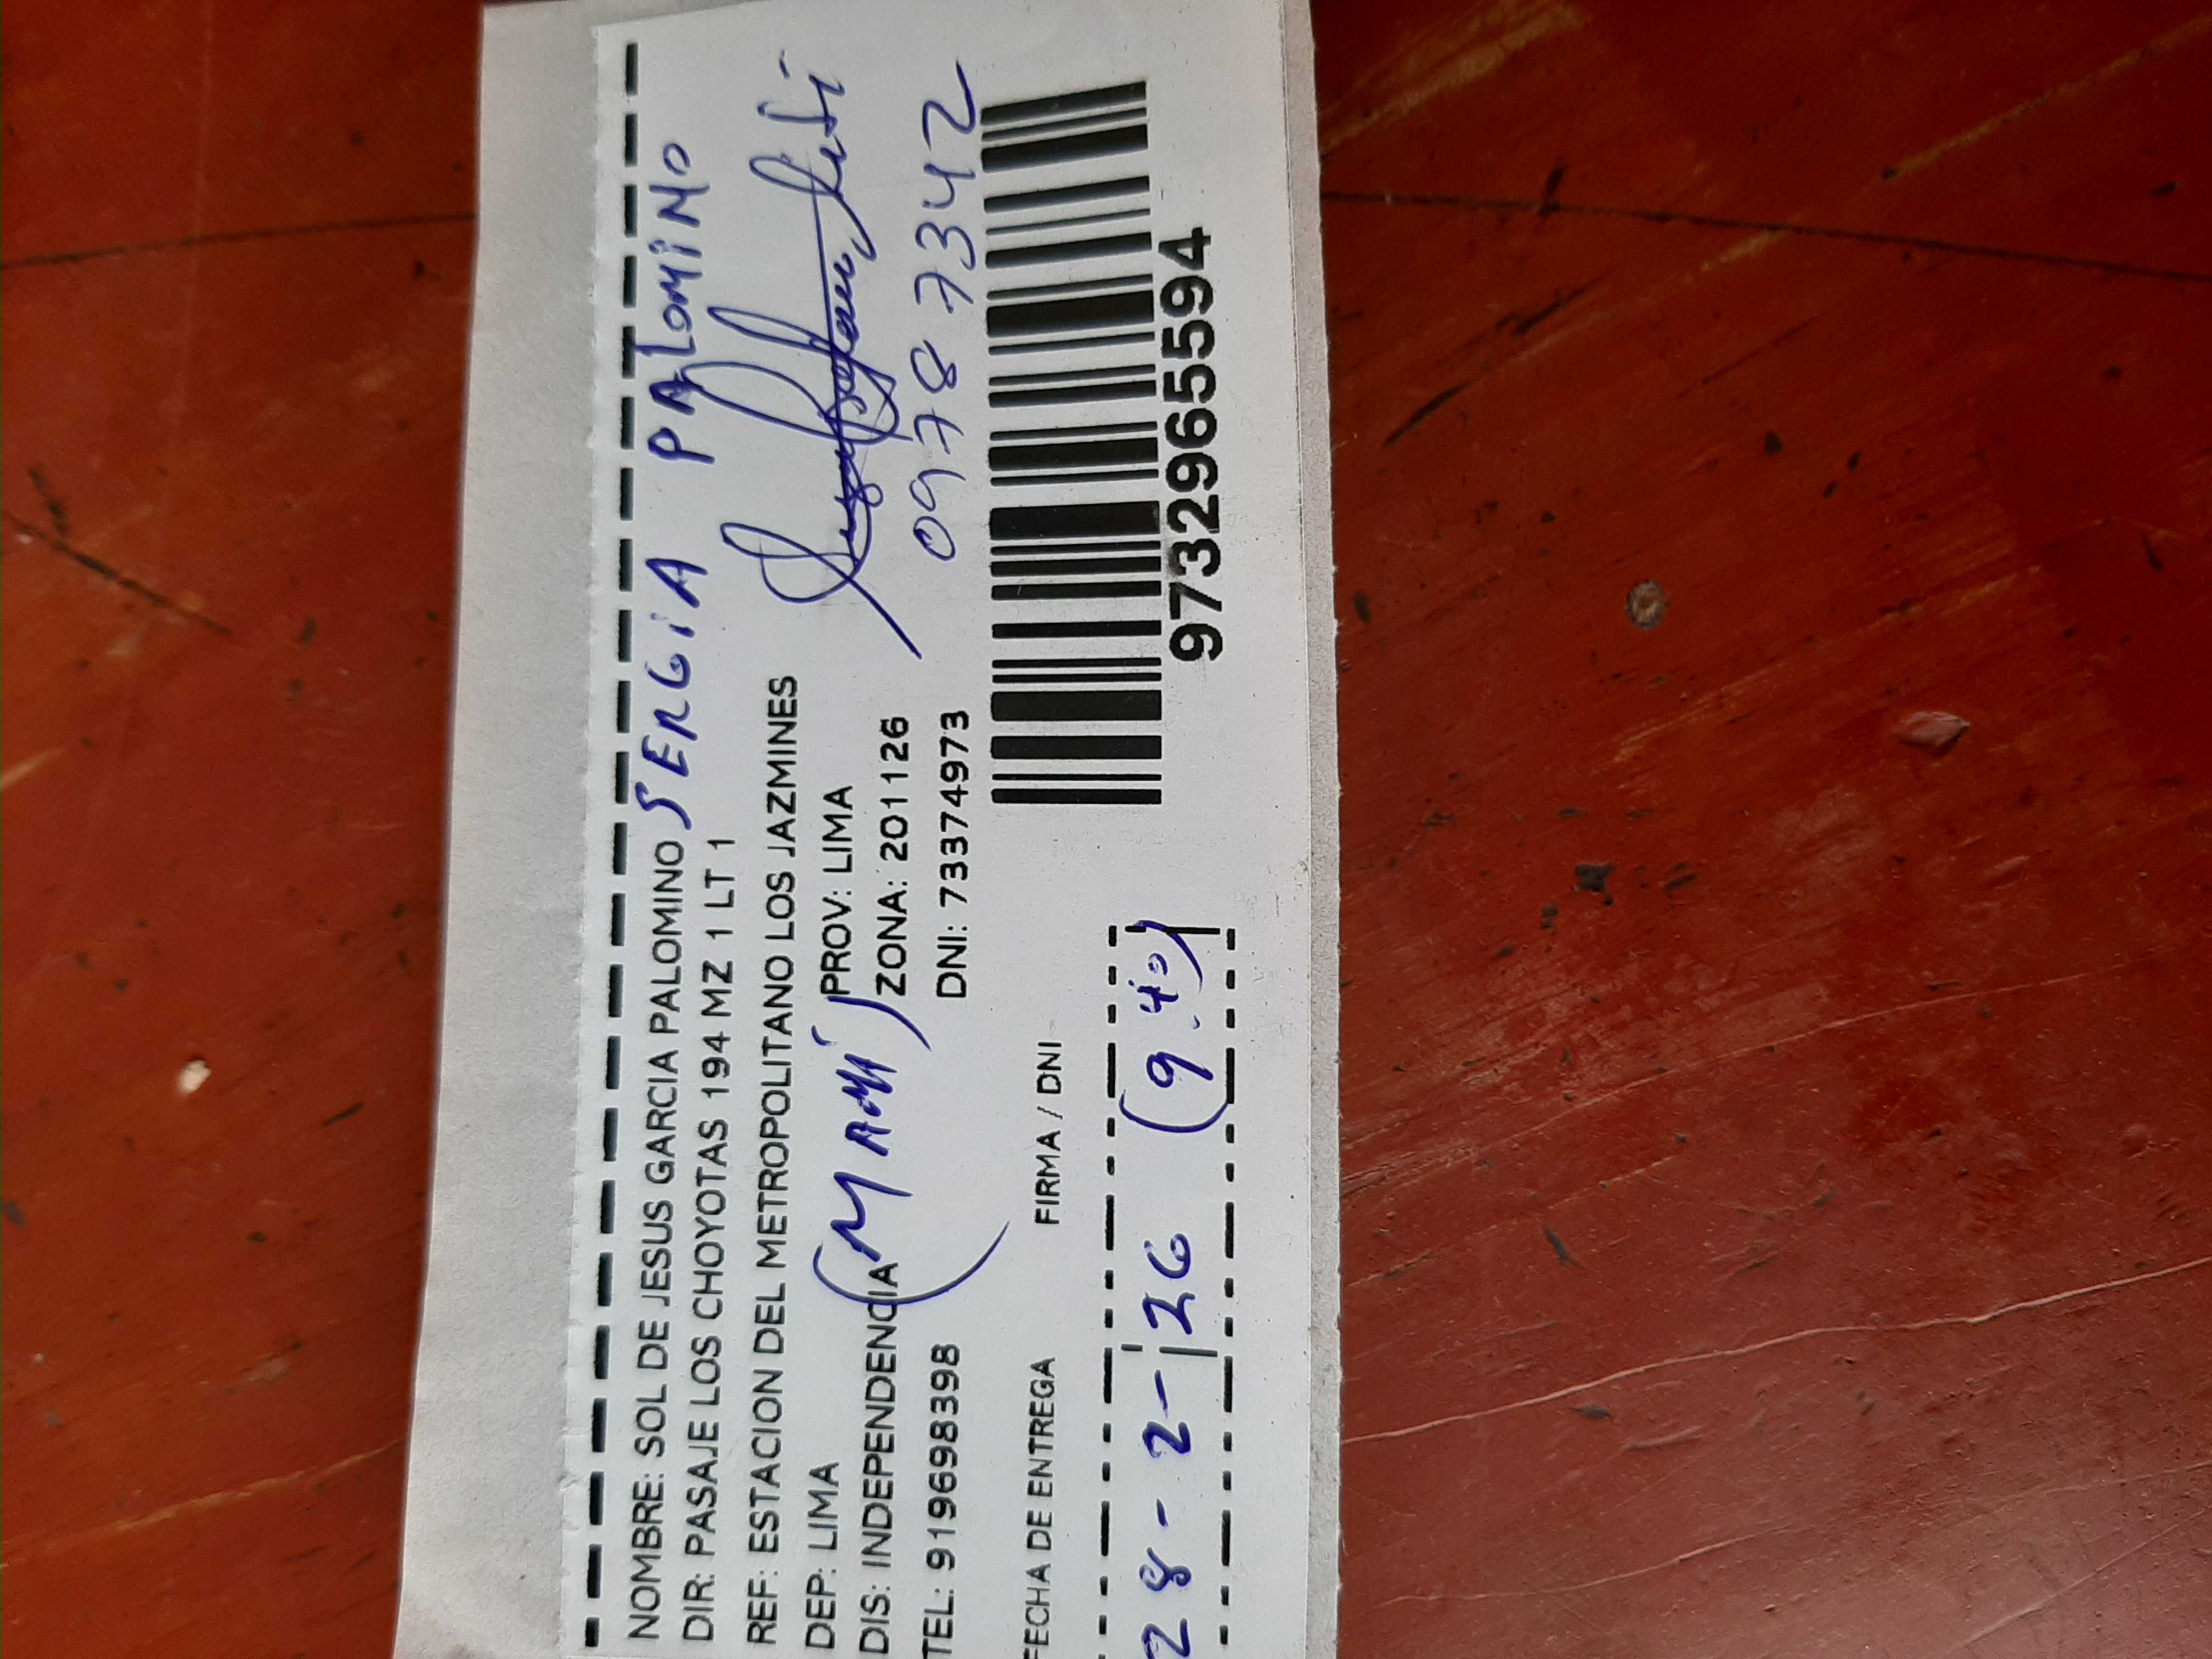 NOMBRE: SOL DE JESUS GARCIA PALOMINO SERGiA PALOMiNO
DIR: PASAJE LOS CHOYOTAS 194 MZ 1 LT 1
REF: ESTACION DEL METROPOLITANO LOS JAZMINES
DEP: LIMA (MAMí) PROV: LIMA
DIS: INDEPENDENCIA ZONA: 201126
TEL: 919698398 DNI: 73374973
09787342
FECHA DE ENTREGA FIRMA / DNI
28-2-26 (9.40)
9732965594